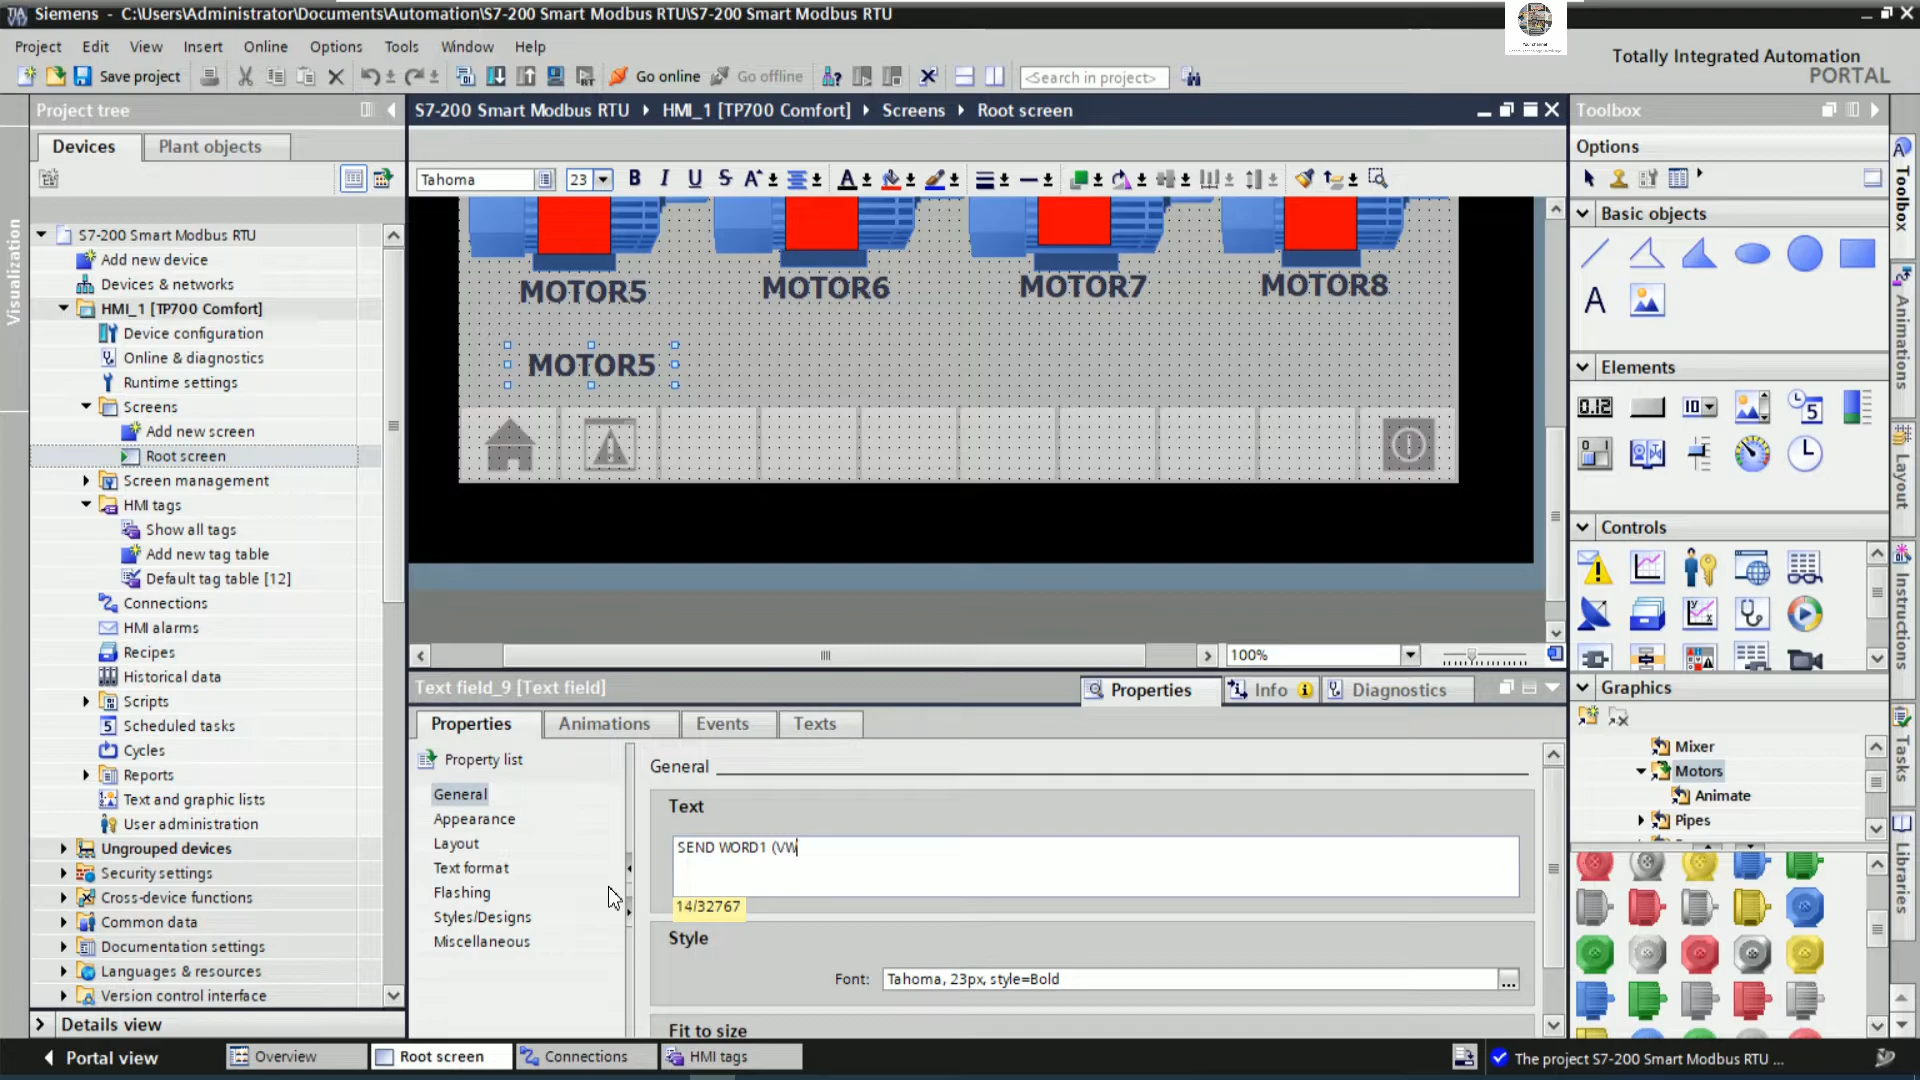 Siemens - C:\Users\Administrator\Documents\Automation\S7-200 Smart Modbus RTU\S7-200 Smart Modbus RTU
Project Edit View Insert Online Options Tools Window Help
Totally Integrated Automation
PORTAL
Save project
Go online
Go offline
<Search in project>
Project tree
S7-200 Smart Modbus RTU HMI_1 [TP700 Comfort] Screens Root screen
Toolbox
Devices
Plant objects
Options
Tahoma
23
B I U S A
Basic objects
S7-200 Smart Modbus RTU
Add new device
Devices & networks
HMI_1 [TP700 Comfort]
Device configuration
Online & diagnostics
Runtime settings
Screens
Add new screen
Root screen
Screen management
HMI tags
Show all tags
Add new tag table
Default tag table [12]
Connections
HMI alarms
Recipes
Historical data
Scripts
Scheduled tasks
Cycles
Reports
Text and graphic lists
User administration
Ungrouped devices
Security settings
Cross-device functions
Common data
Documentation settings
Languages & resources
Version control interface
Details view
MOTOR5 MOTOR6 MOTOR7 MOTOR8
MOTOR5
100%
Text field_9 [Text field]
Properties
Info
Diagnostics
Properties
Animations
Events
Texts
Property list
General
Appearance
Layout
Text format
Flashing
Styles/Designs
Miscellaneous
General
Text
SEND WORD1 (VW
14/32767
Style
Font: Tahoma, 23px, style=Bold
...
Fit to size
Elements
0.12
10
5
Controls
Graphics
Mixer
Motors
Animate
Pipes
Visualization
Toolbox
Animations
Layout
Instructions
Tasks
Libraries
Portal view
Overview
Root screen
Connections
HMI tags
The project S7-200 Smart Modbus RTU ...